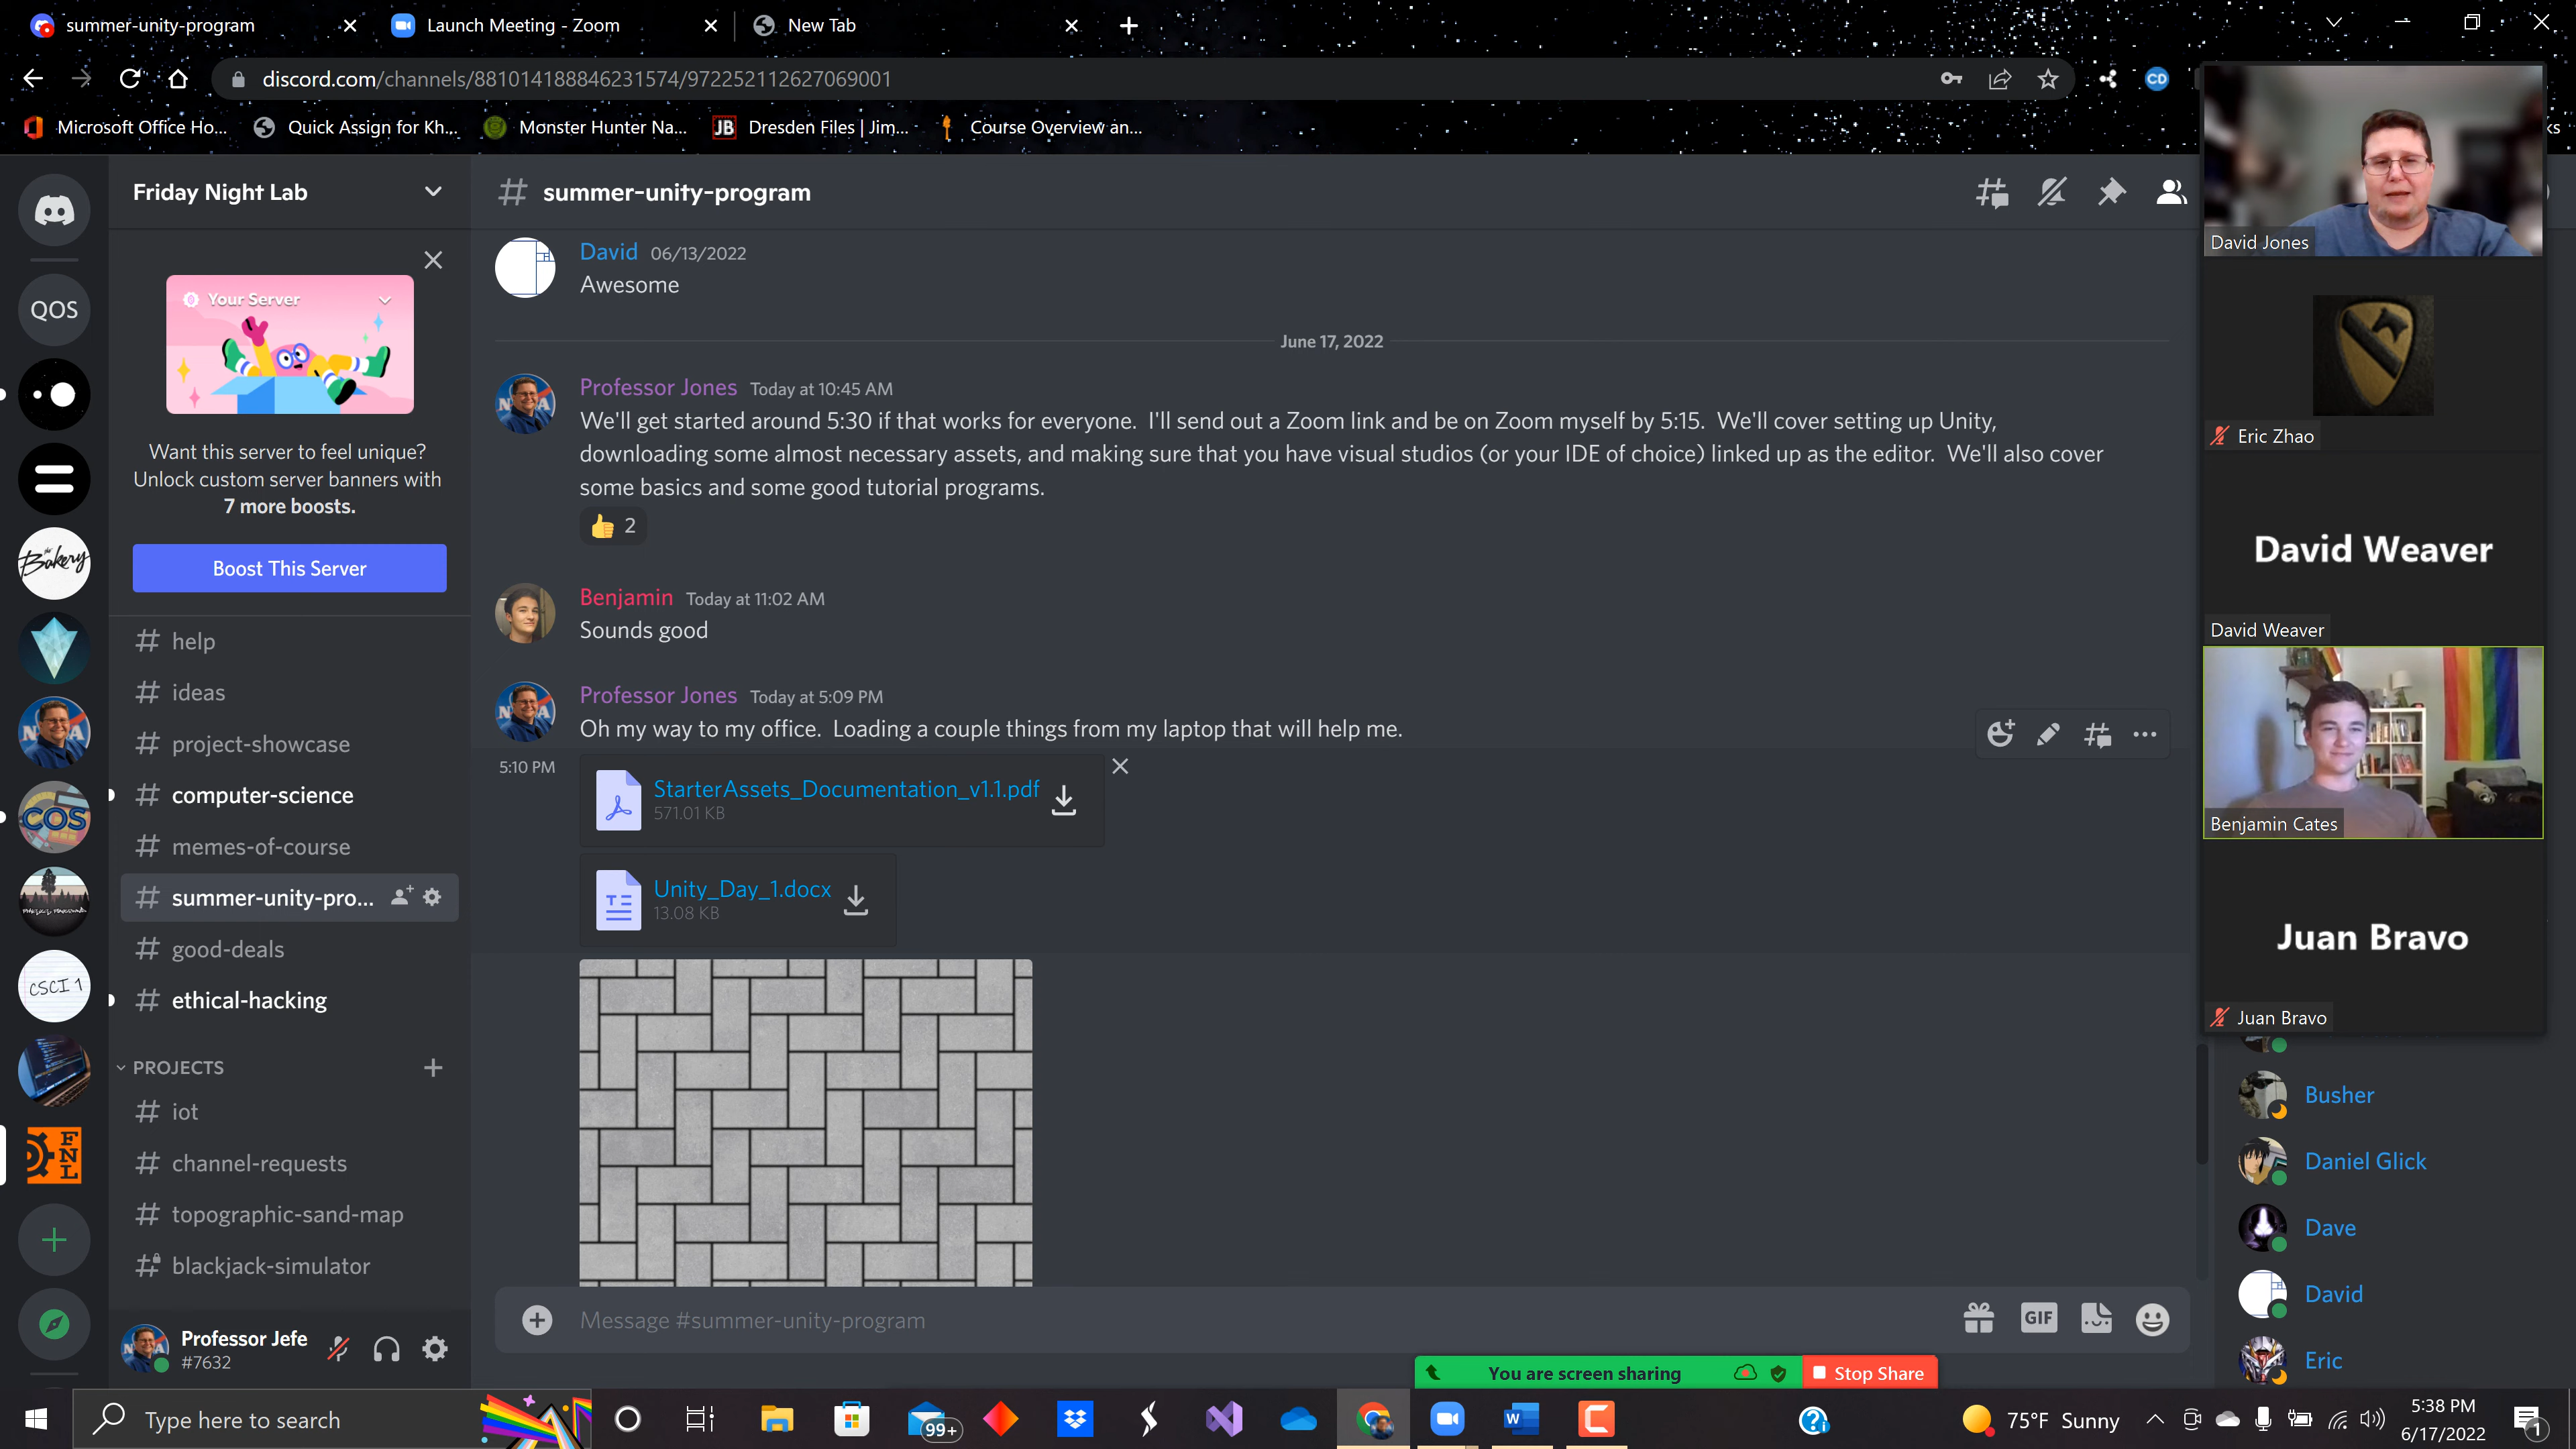 summer-unity-program
Launch Meeting - Zoom
New Tab
discord.com/channels/881014188846231574/972252112627069001
CD
Microsoft Office Ho...
Quick Assign for Kh...
Monster Hunter Na...
JB
Dresden Files | Jim...
Course Overview an...
ks
Friday Night Lab
summer-unity-program
David 06/13/2022
Awesome
Your Server
QOS
June 17, 2022
Professor Jones Today at 10:45 AM
We'll get started around 5:30 if that works for everyone. I'll send out a Zoom link and be on Zoom myself by 5:15. We'll cover setting up Unity,
downloading some almost necessary assets, and making sure that you have visual studios (or your IDE of choice) linked up as the editor. We'll also cover
some basics and some good tutorial programs.
2
Want this server to feel unique?
Unlock custom server banners with
7 more boosts.
Boost This Server
the Bakery
Benjamin Today at 11:02 AM
Sounds good
Professor Jones Today at 5:09 PM
Oh my way to my office. Loading a couple things from my laptop that will help me.
5:10 PM
StarterAssets_Documentation_v1.1.pdf
571.01 KB
Unity_Day_1.docx
13.08 KB
help
ideas
project-showcase
computer-science
memes-of-course
summer-unity-pro...
good-deals
ethical-hacking
PROJECTS
iot
channel-requests
topographic-sand-map
blackjack-simulator
COS
CSCI 1
FNL
Professor Jefe
#7632
Message #summer-unity-program
GIF
David Jones
Eric Zhao
David Weaver
David Weaver
Benjamin Cates
Juan Bravo
Juan Bravo
Busher
Daniel Glick
Dave
David
Eric
You are screen sharing
Stop Share
Type here to search
99+
75°F Sunny
5:38 PM
6/17/2022
1